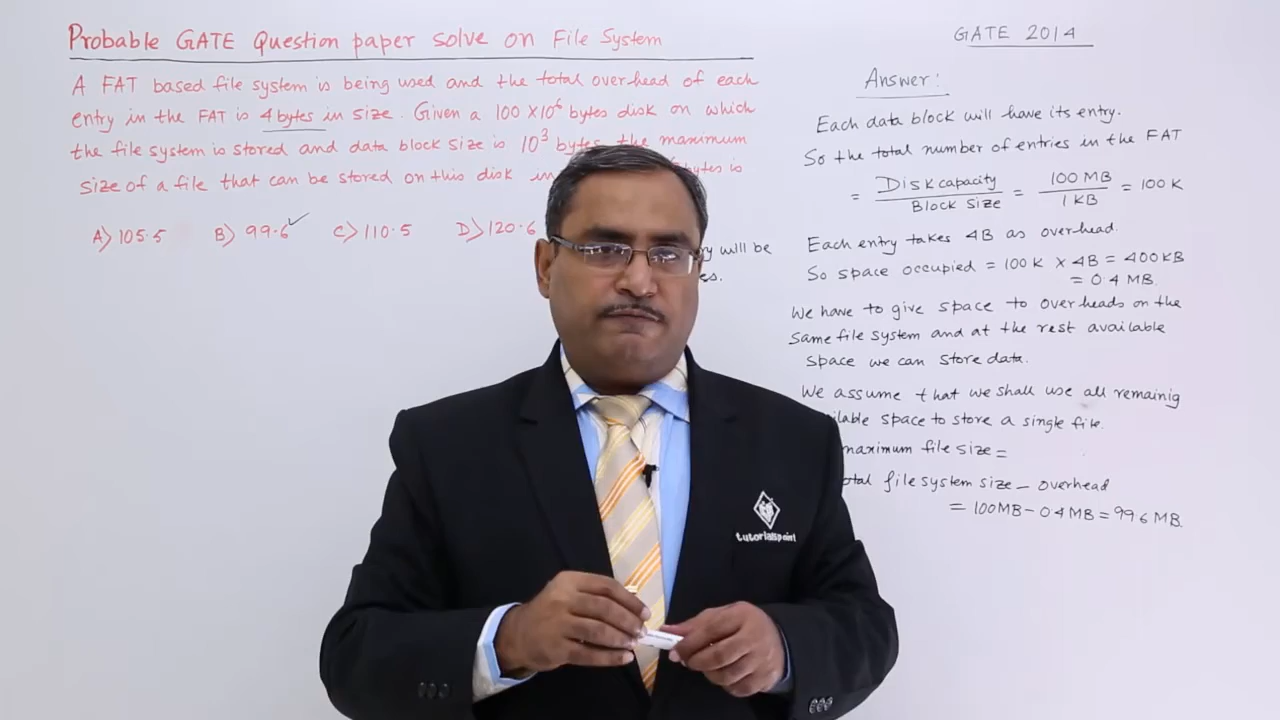 Probable GATE Question paper solve on File System
A FAT based file system is being used and the total overhead of each
entry in the FAT is 4 bytes in size. Given a 100 X 10⁶ bytes disk on which
the file system is stored and data block size is 10³ bytes, the maximum
size of a file that can be stored on this disk in bytes is
A) 105.5 B) 99.6 ✓ C) 110.5 D) 120.6
will be
GATE 2014
Answer:
Each data block will have its entry.
So the total number of entries in the FAT
= Disk capacity / Block size = 100 MB / 1 KB = 100 K
Each entry takes 4B as overhead.
So space occupied = 100K x 4B = 400KB
= 0.4 MB.
We have to give space to overheads on the
same file system and at the rest available
space we can store data.
We assume that we shall use all remainig
space to store a single file.
maximum file size =
file system size - overhead
= 100MB - 0.4 MB = 99.6 MB.
tutorialspoint